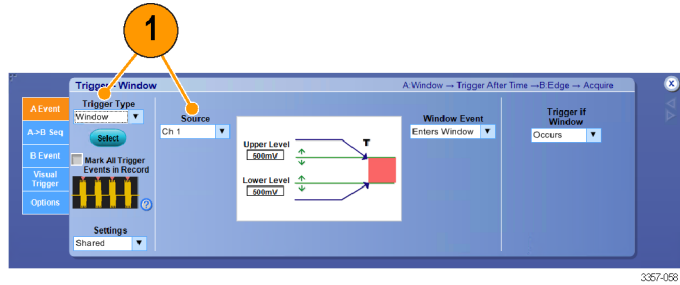 1
Trigger - Window
A:Window → Trigger After Time →B:Edge → Acquire
X
A Event
A->B Seq
B Event
Visual
Trigger
Options
Trigger Type
Window
Select
Mark All Trigger
Events in Record
?
Settings
Shared
Source
Ch 1
Upper Level
500mV
Lower Level
500mV
T
Window Event
Enters Window
Trigger if
Window
Occurs
3357-058